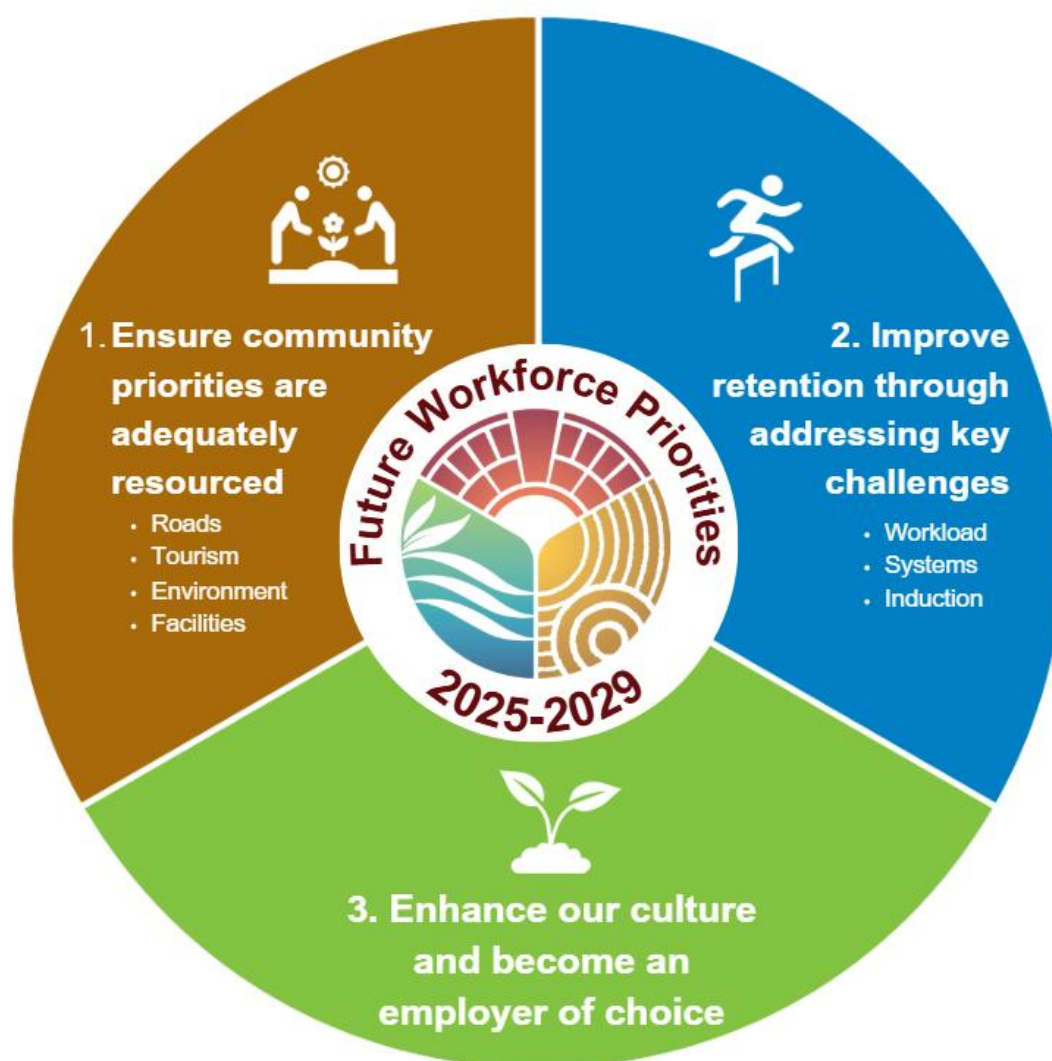 1. Ensure community
priorities are
adequately
resourced
• Roads
• Tourism
• Environment
• Facilities
2. Improve
retention through
addressing key
challenges
• Workload
• Systems
• Induction
Future Workforce Priorities
2025-2029
3. Enhance our culture
and become an
employer of choice